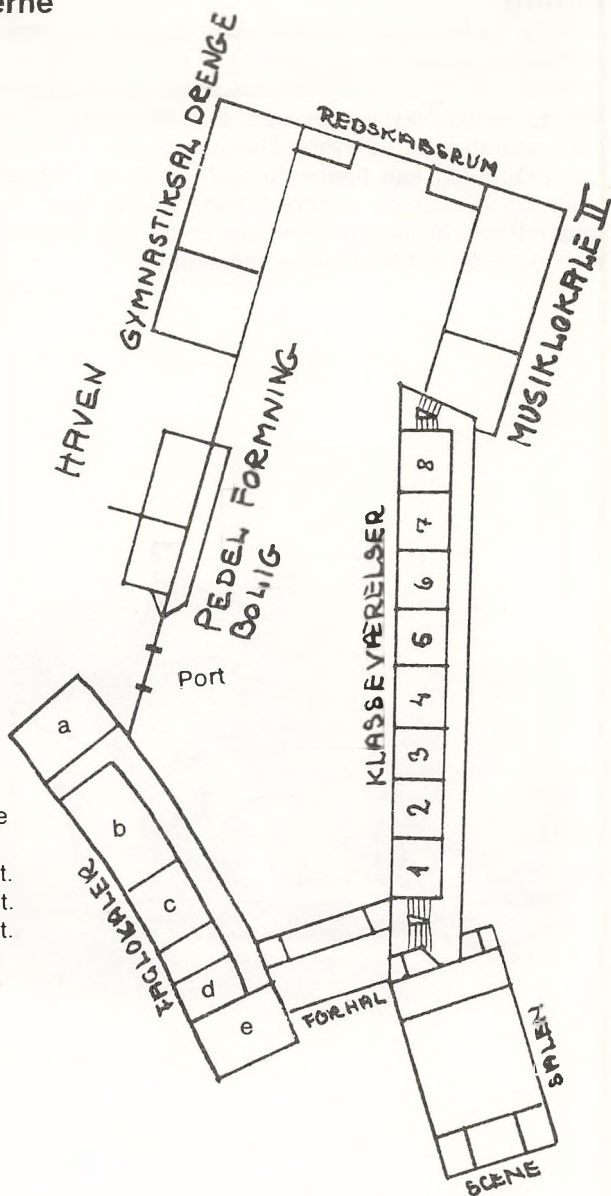 erne
GYMNASTIKSAL DRENGE
REDSKABSRUM
MUSIKLOKALE II
HAVEN
PEDEL FORMNING
BOLIG
Port
KLASSEVÆRELSER
8
7
6
5
4
3
2
1
a
b
c
d
e
e
t.
t.
t.
FAGLOKALER
FORHAL
SALEN
SCENE